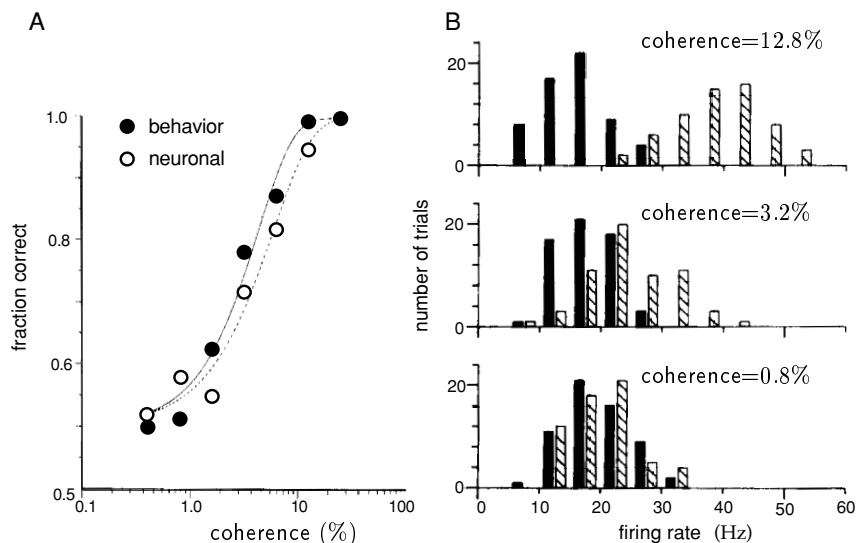 A
1.0
0.8
0.6
0.5
fraction correct
behavior
neuronal
0.1
1.0
10
100
coherence (%)
B
coherence=12.8%
20
0
coherence=3.2%
20
0
number of trials
coherence=0.8%
20
0
0
10
20
30
40
50
60
firing rate (Hz)